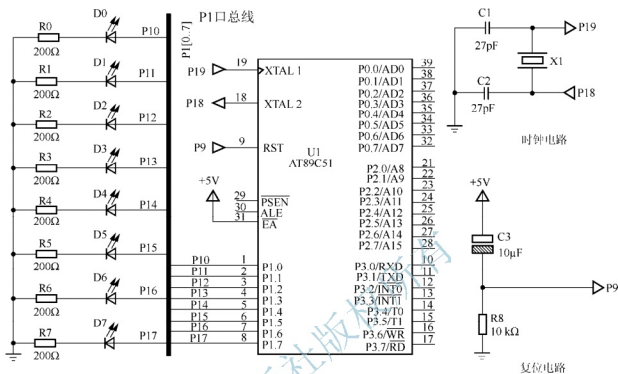 P1口总线
P1[0..7]
R0
200Ω
D0
P10
R1
200Ω
D1
P11
R2
200Ω
D2
P12
R3
200Ω
D3
P13
R4
200Ω
D4
P14
R5
200Ω
D5
P15
R6
200Ω
D6
P16
R7
200Ω
D7
P17
P19
19
XTAL 1
P18
18
XTAL 2
P9
9
RST
U1
AT89C51
+5V
29
PSEN
30
ALE
31
EA
P10 1 P1.0
P11 2 P1.1
P12 3 P1.2
P13 4 P1.3
P14 5 P1.4
P15 6 P1.5
P16 7 P1.6
P17 8 P1.7
P0.0/AD0 39
P0.1/AD1 38
P0.2/AD2 37
P0.3/AD3 36
P0.4/AD4 35
P0.5/AD5 34
P0.6/AD6 33
P0.7/AD7 32
P2.0/A8 21
P2.1/A9 22
P2.2/A10 23
P2.3/A11 24
P2.4/A12 25
P2.5/A13 26
P2.6/A14 27
P2.7/A15 28
P3.0/RXD 10
P3.1/TXD 11
P3.2/INT0 12
P3.3/INT1 13
P3.4/T0 14
P3.5/T1 15
P3.6/WR 16
P3.7/RD 17
C1
27pF
P19
X1
C2
27pF
P18
时钟电路
+5V
C3
10μF
P9
R8
10 kΩ
复位电路
社版权所有